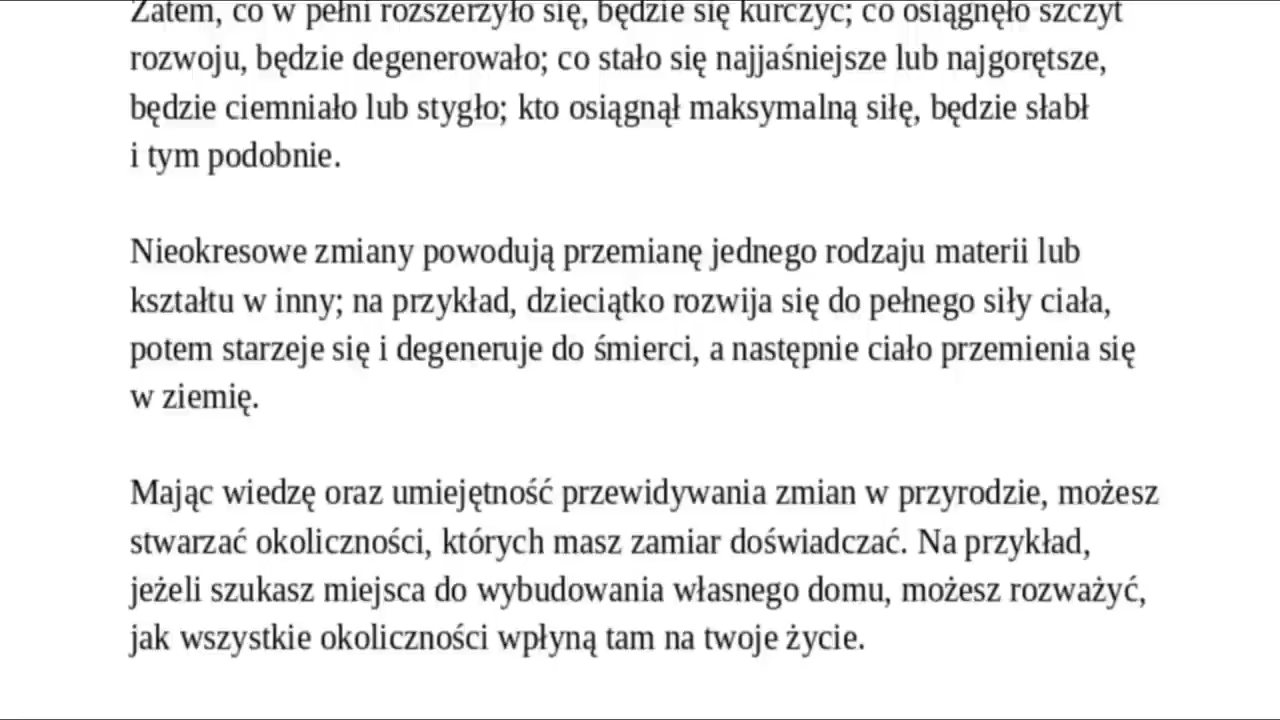 Zatem, co w pełni rozszerzyło się, będzie się kurczyć; co osiągnęło szczyt
rozwoju, będzie degenerowało; co stało się najjaśniejsze lub najgorętsze,
będzie ciemniało lub stygło; kto osiągnął maksymalną siłę, będzie słabł
i tym podobnie.
Nieokresowe zmiany powodują przemianę jednego rodzaju materii lub
kształtu w inny; na przykład, dzieciątko rozwija się do pełnego siły ciała,
potem starzeje się i degeneruje do śmierci, a następnie ciało przemienia się
w ziemię.
Mając wiedzę oraz umiejętność przewidywania zmian w przyrodzie, możesz
stwarzać okoliczności, których masz zamiar doświadczać. Na przykład,
jeżeli szukasz miejsca do wybudowania własnego domu, możesz rozważyć,
jak wszystkie okoliczności wpłyną tam na twoje życie.